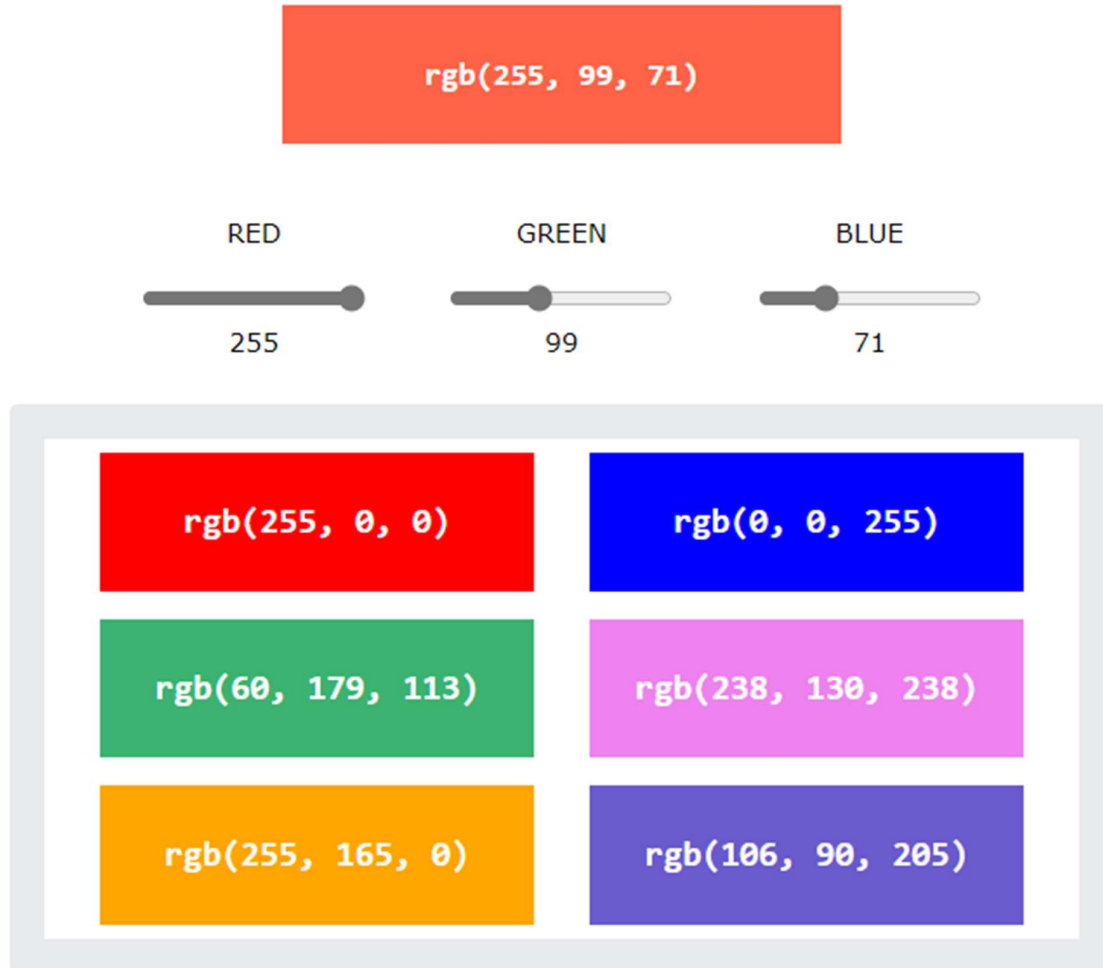 rgb(255, 99, 71)
RED GREEN BLUE
255 99 71
rgb(255, 0, 0) rgb(0, 0, 255)
rgb(60, 179, 113) rgb(238, 130, 238)
rgb(255, 165, 0) rgb(106, 90, 205)